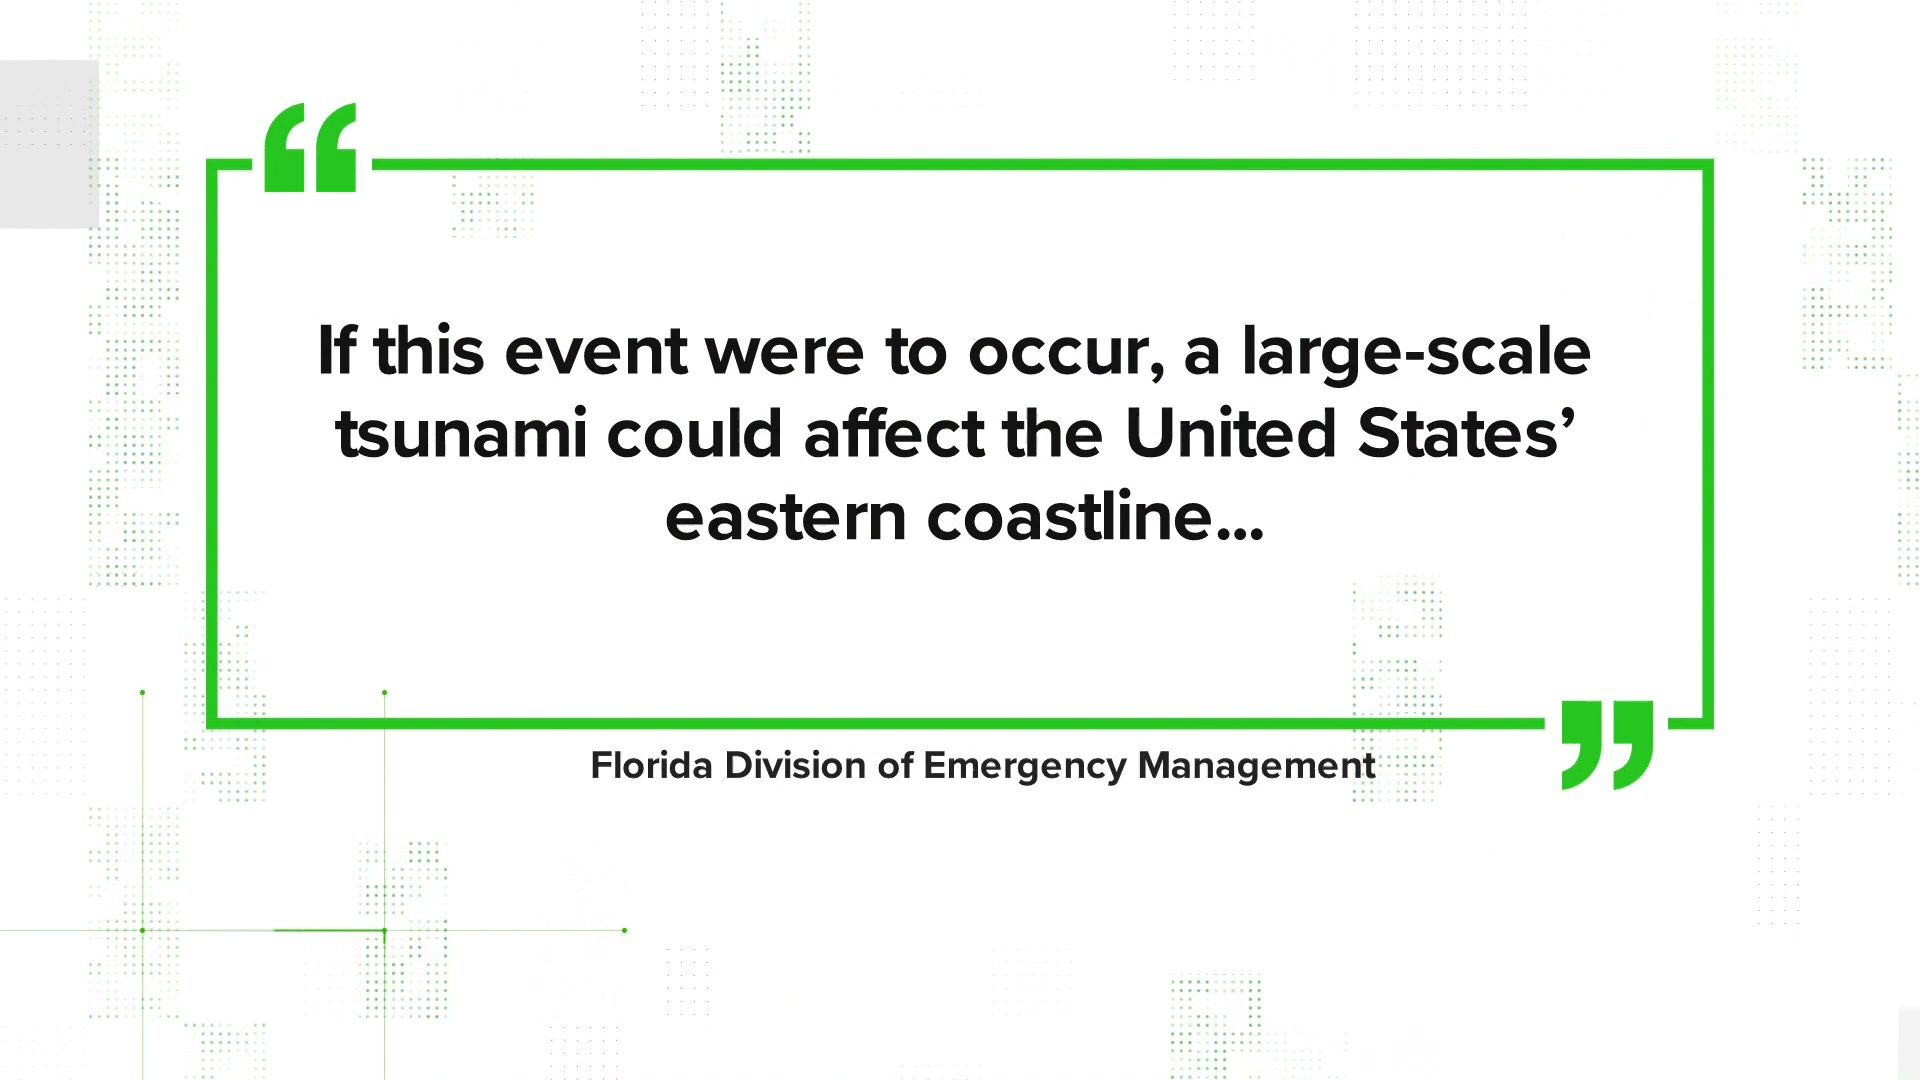 “
If this event were to occur, a large-scale
tsunami could affect the United States’
eastern coastline...
”
Florida Division of Emergency Management